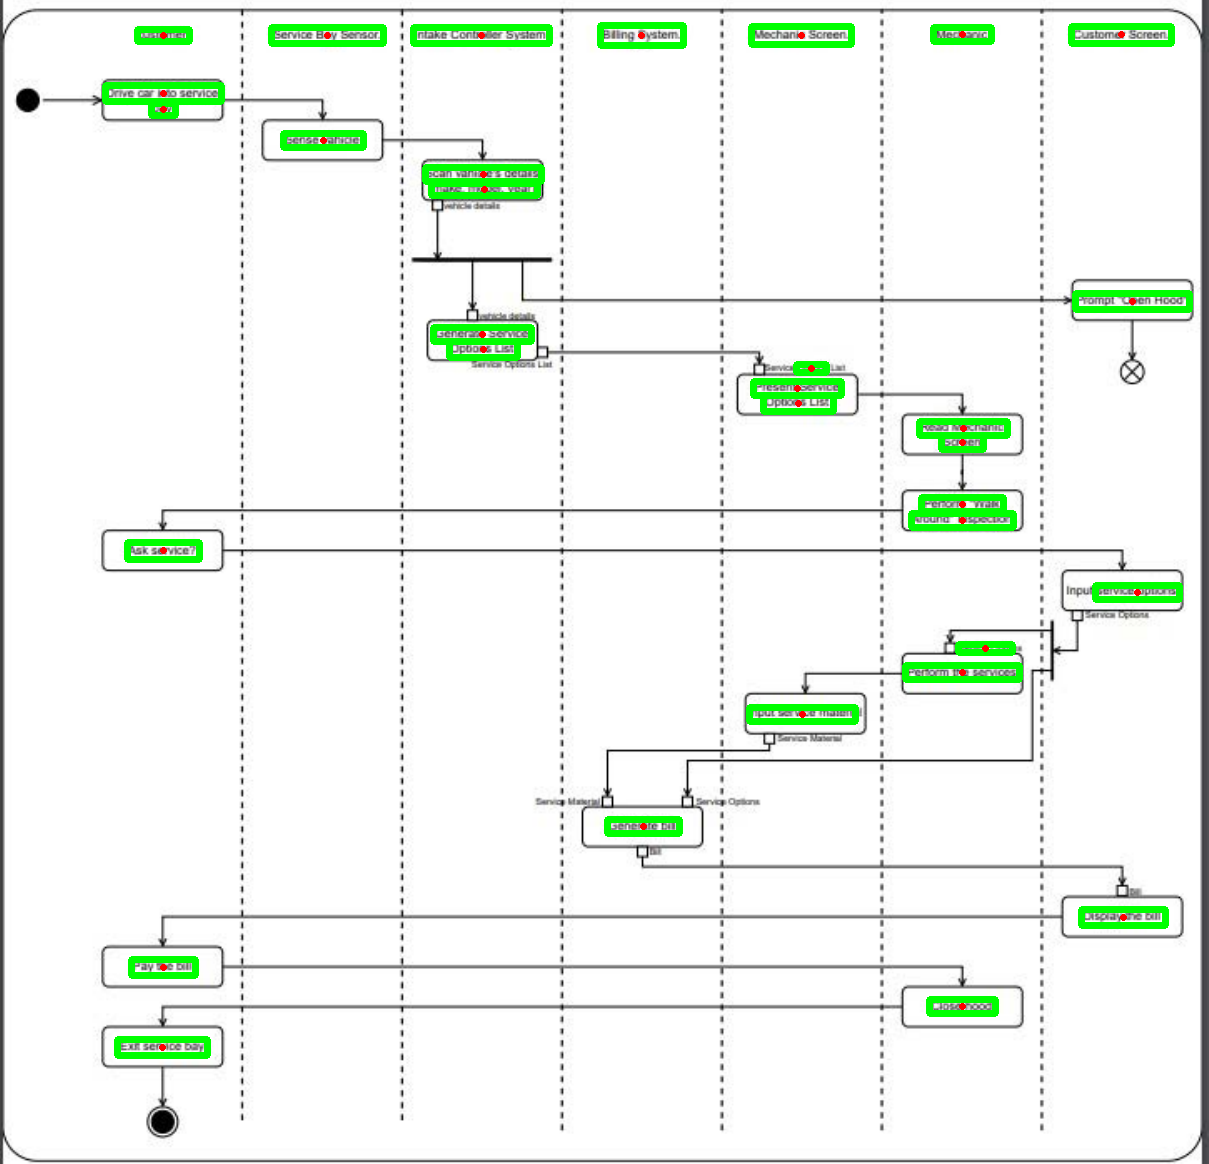 Customer
Service Bay Sensor.
Intake Controller System
Billing System.
Mechanic Screen.
Mechanic
Customer Screen.
Drive car into service
bay
Sense vahicle
Scan vahicle's details
make, model, year
vehicle details
vehicle details
Prompt "Open Hood"
Generate Service
Options List
Service Options List
Service List
Present Service
Options List
Read Mechanic
Screen
Perform "Walk
Around" Inspection
Ask service?
Input service options
Service Options
Perform the services
Input service material
Service Material
Service Material
Service Options
Generate bill
Bill
Bill
Display the bill
Pay the bill
Close hood
Exit service bay